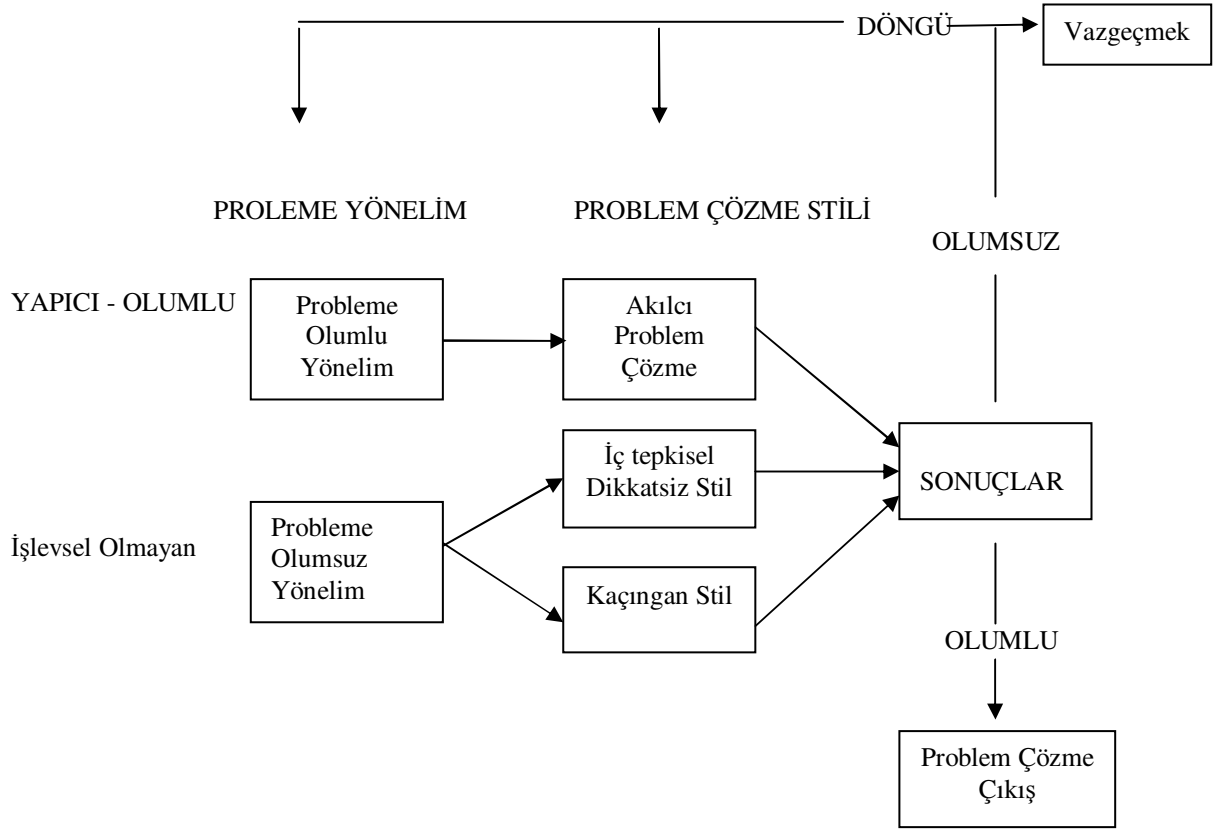 DÖNGÜ
Vazgeçmek
PROLEME YÖNELİM
PROBLEM ÇÖZME STİLİ
OLUMSUZ
YAPICI - OLUMLU
Probleme
Olumlu
Yönelim
Akılcı
Problem
Çözme
İç tepkisel
Dikkatsiz Stil
SONUÇLAR
İşlevsel Olmayan
Probleme
Olumsuz
Yönelim
Kaçıngan Stil
OLUMLU
Problem Çözme
Çıkış